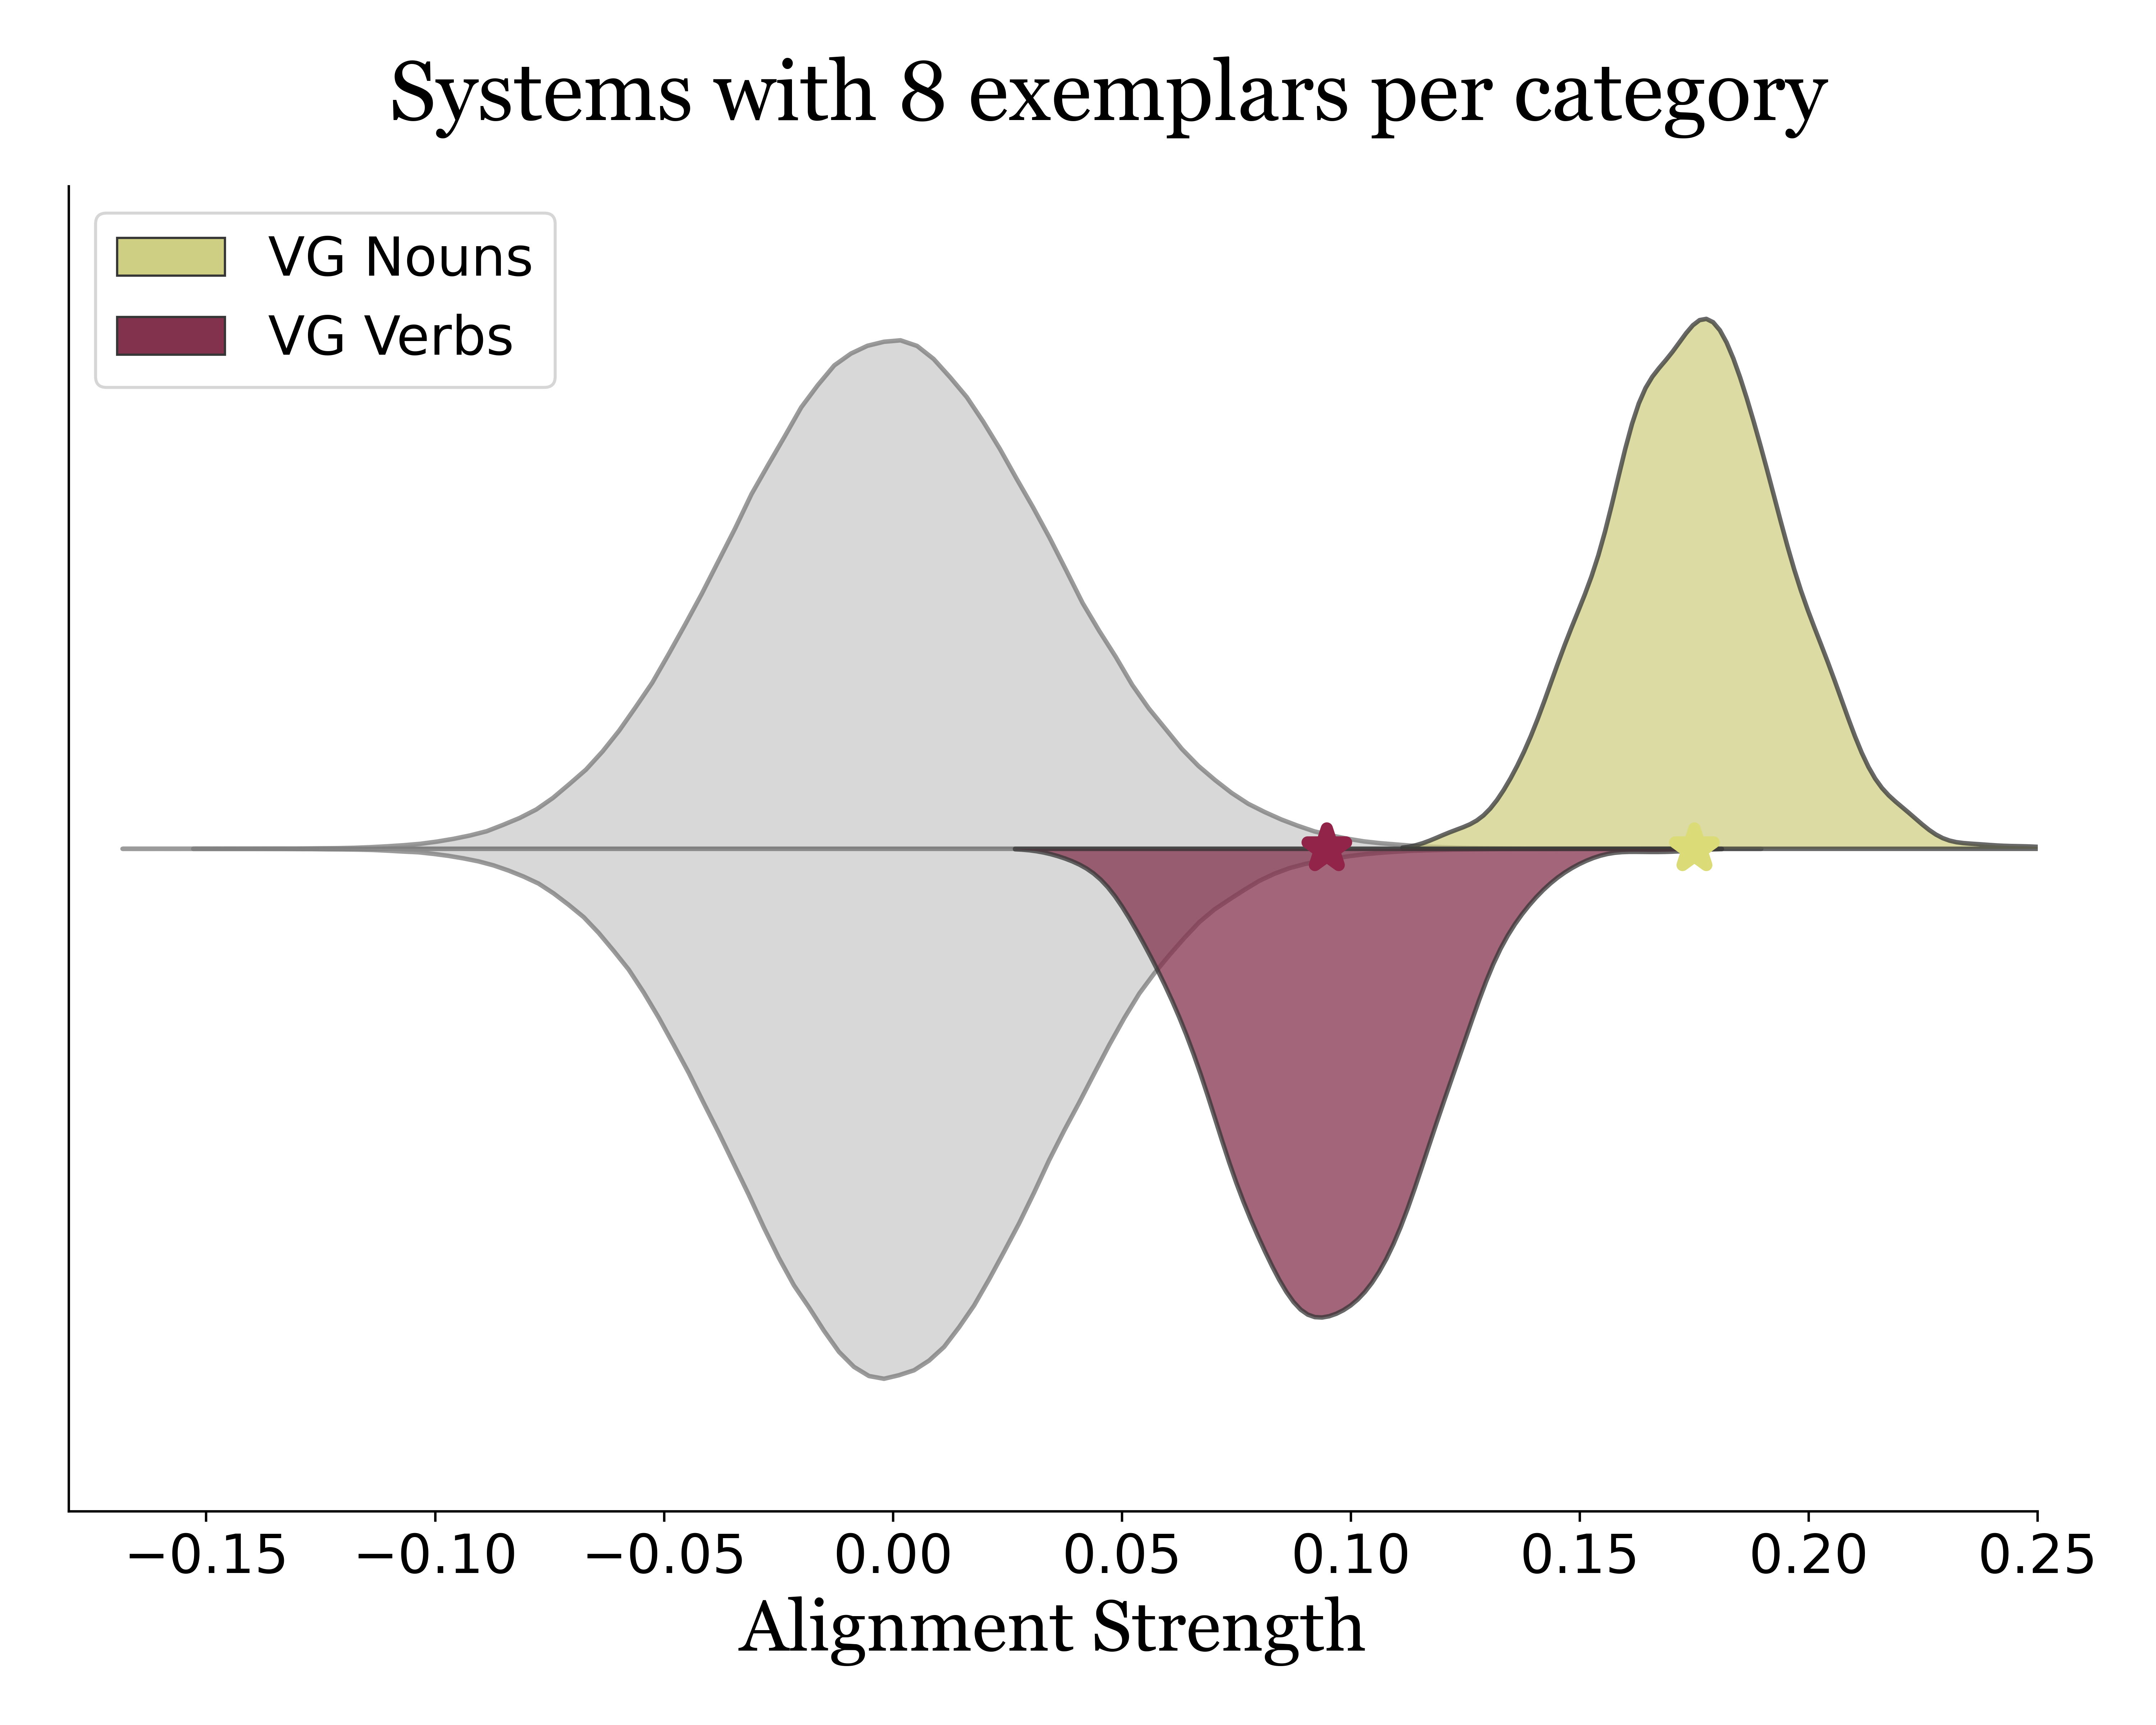 Systems with 8 exemplars per category
VG Nouns
VG Verbs
−0.15 −0.10 −0.05 0.00 0.05 0.10 0.15 0.20 0.25
Alignment Strength